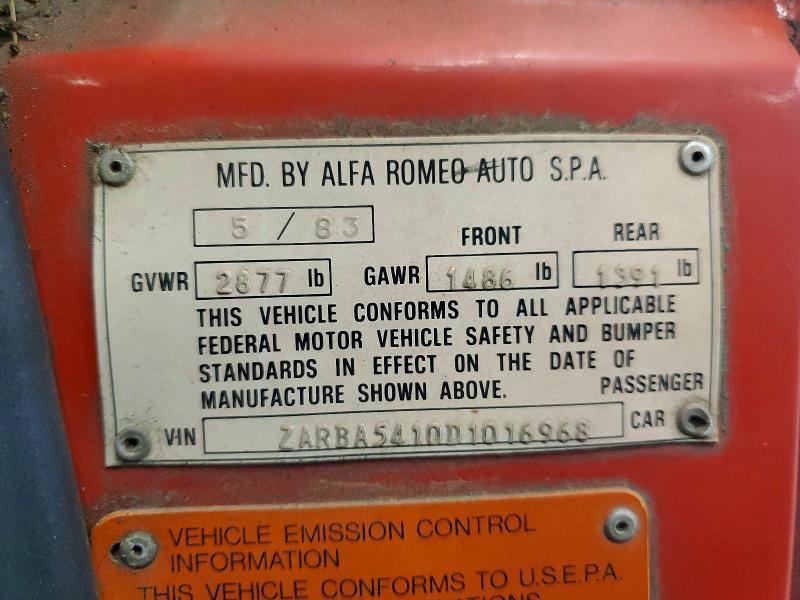 MFD. BY ALFA ROMEO AUTO S.P.A.
5 / 83
FRONT REAR
GVWR 2877 lb GAWR 1486 lb 1391 lb
THIS VEHICLE CONFORMS TO ALL APPLICABLE
FEDERAL MOTOR VEHICLE SAFETY AND BUMPER
STANDARDS IN EFFECT ON THE DATE OF
MANUFACTURE SHOWN ABOVE. PASSENGER
VIN ZARBA5410D1016968 CAR
VEHICLE EMISSION CONTROL
INFORMATION
THIS VEHICLE CONFORMS TO U.S.E.P.A.